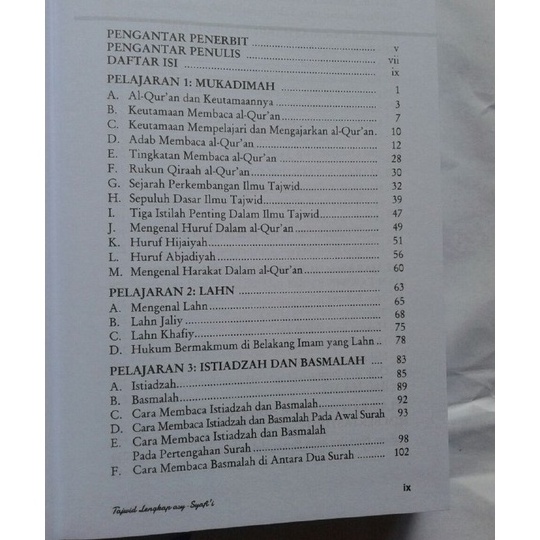 PENGANTAR PENERBIT ........................... v
PENGANTAR PENULIS ........................... vii
DAFTAR ISI ........................... ix
PELAJARAN 1: MUKADIMAH ........................... 1
A. Al-Qur'an dan Keutamaannya ........................... 3
B. Keutamaan Membaca al-Qur'an ........................... 7
C. Keutamaan Mempelajari dan Mengajarkan al-Qur'an. 10
D. Adab Membaca al-Qur'an ........................... 12
E. Tingkatan Membaca al-Qur'an ........................... 28
F. Rukun Qiraah al-Qur'an ........................... 30
G. Sejarah Perkembangan Ilmu Tajwid ........................... 32
H. Sepuluh Dasar Ilmu Tajwid ........................... 39
I. Tiga Istilah Penting Dalam Ilmu Tajwid ........................... 47
J. Mengenal Huruf Dalam al-Qur'an ........................... 49
K. Huruf Hijaiyah ........................... 51
L. Huruf Abjadiyah ........................... 56
M. Mengenal Harakat Dalam al-Qur'an ........................... 60
PELAJARAN 2: LAHN ........................... 63
A. Mengenal Lahn ........................... 65
B. Lahn Jaliy ........................... 68
C. Lahn Khafiy ........................... 75
D. Hukum Bermakmum di Belakang Imam yang Lahn .. 78
PELAJARAN 3: ISTIADZAH DAN BASMALAH .... 83
A. Istiadzah ........................... 85
B. Basmalah ........................... 89
C. Cara Membaca Istiadzah dan Basmalah ........................... 92
D. Cara Membaca Istiadzah dan Basmalah Pada Awal Surah 93
E. Cara Membaca Istiadzah dan Basmalah
Pada Pertengahan Surah ........................... 98
F. Cara Membaca Basmalah di Antara Dua Surah ......... 102
ix
Tajwid Lengkap asy-Syafi'i